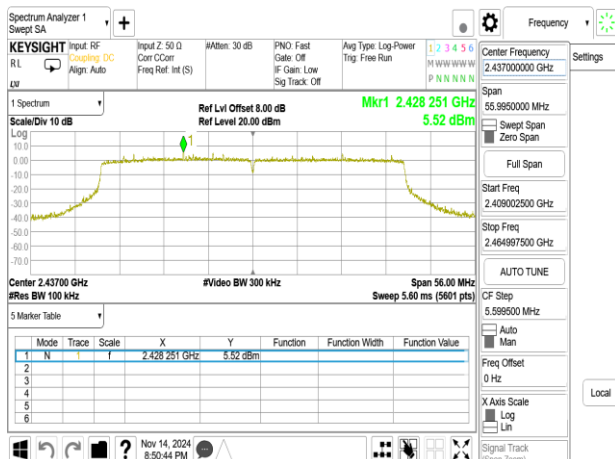 Spectrum Analyzer 1
Swept SA
Frequency
KEYSIGHT
RL
Input: RF
Coupling: DC
Align: Auto
Input Z: 50 Ω
Corr CCorr
Freq Ref: Int (S)
#Atten: 30 dB
PNO: Fast
Gate: Off
IF Gain: Low
Sig Track: Off
Avg Type: Log-Power
Trig: Free Run
1 2 3 4 5 6
M W W W W W
P N N N N N
1 Spectrum
Scale/Div 10 dB
Ref Lvl Offset 8.00 dB
Ref Level 20.00 dBm
Mkr1 2.428 251 GHz
5.52 dBm
Log
10.0
0.00
-10.0
-20.0
-30.0
-40.0
-50.0
-60.0
-70.0
1
Center 2.43700 GHz
#Res BW 100 kHz
#Video BW 300 kHz
Span 56.00 MHz
Sweep 5.60 ms (5601 pts)
5 Marker Table
Mode Trace Scale X Y Function Function Width Function Value
1 N 1 f 2.428 251 GHz 5.52 dBm
2
3
4
5
6
Nov 14, 2024
8:50:44 PM
Center Frequency
2.437000000 GHz
Span
55.9950000 MHz
Swept Span
Zero Span
Full Span
Start Freq
2.409002500 GHz
Stop Freq
2.464997500 GHz
AUTO TUNE
CF Step
5.599500 MHz
Auto
Man
Freq Offset
0 Hz
X Axis Scale
Log
Lin
Signal Track
Settings
Local